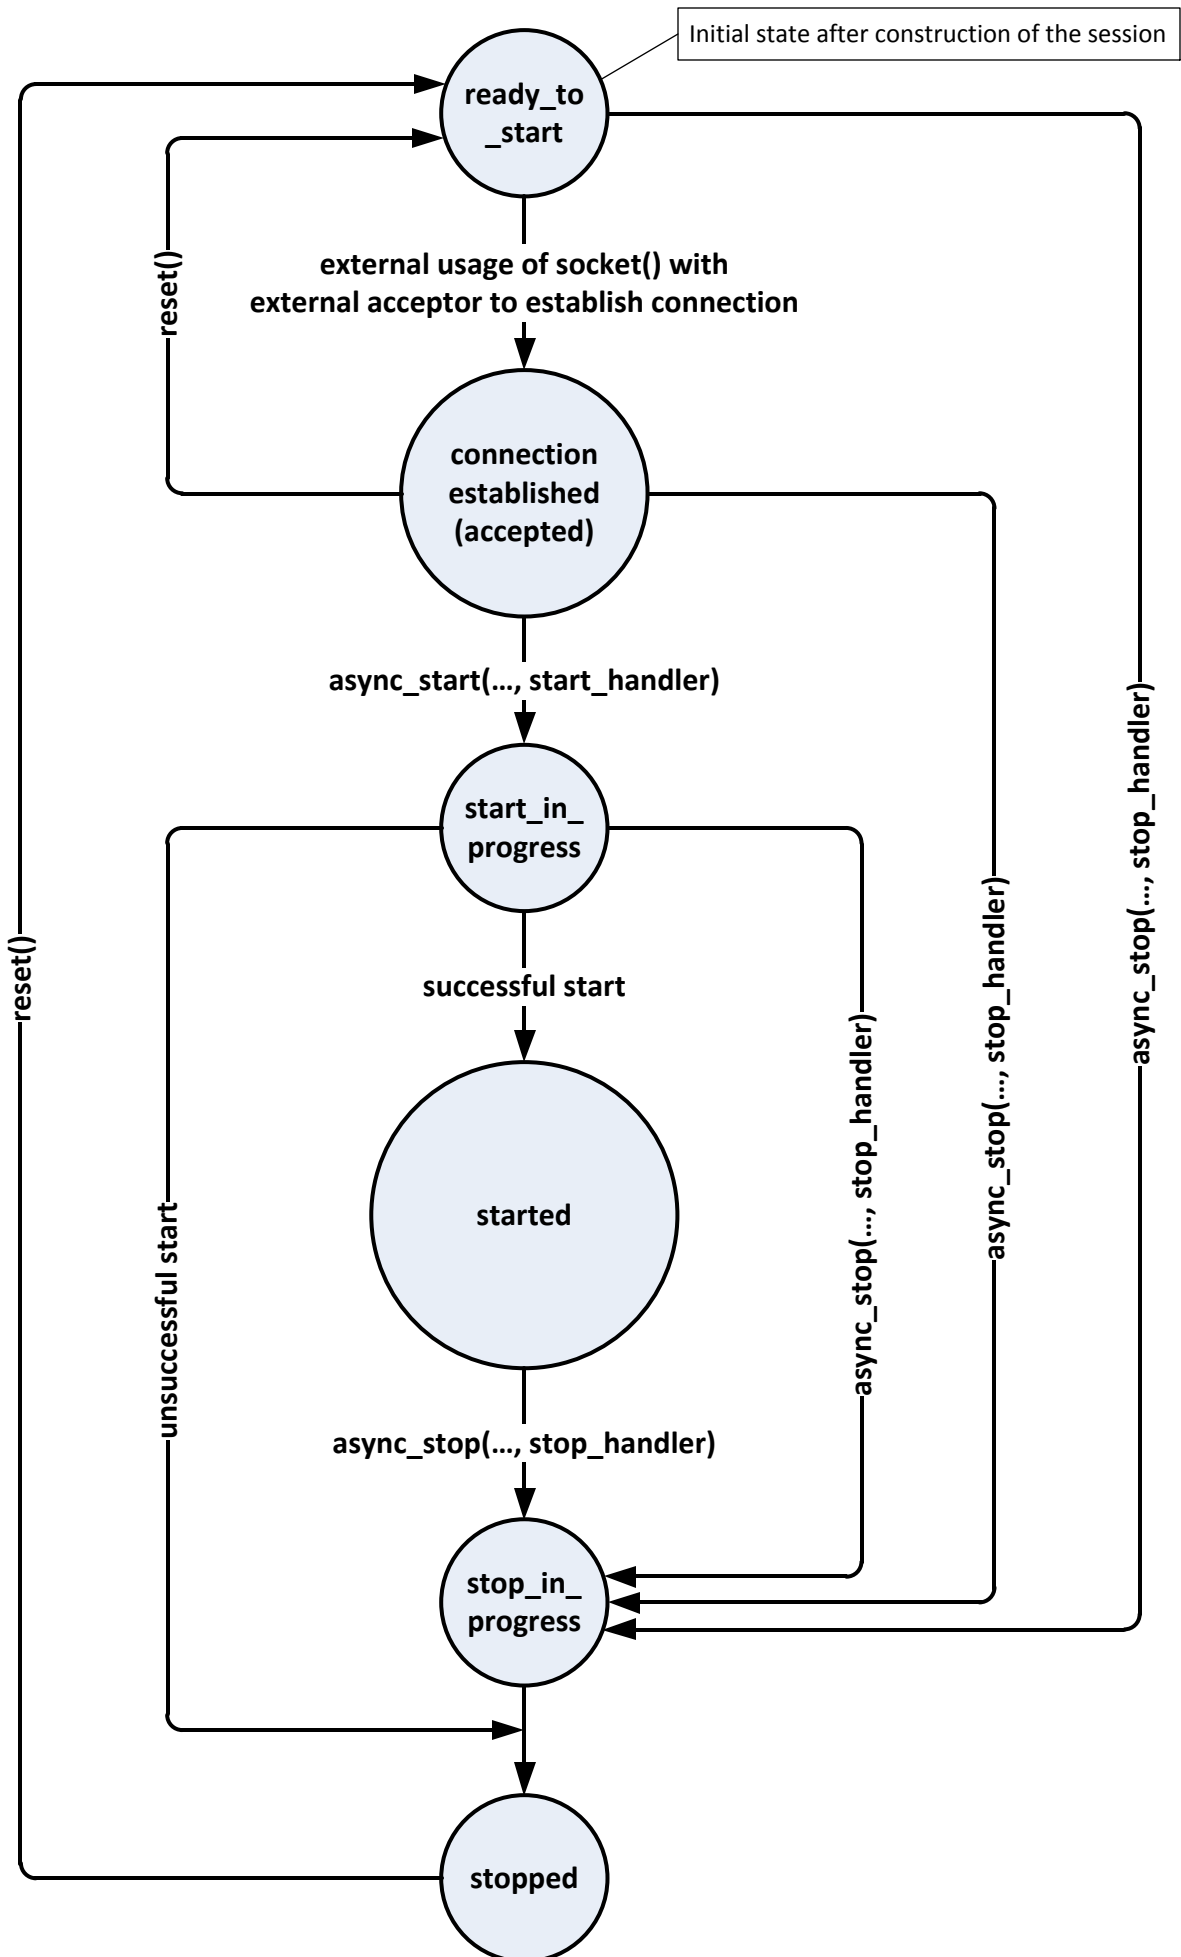 Initial state after construction of the session
ready_to
_start
reset()
external usage of socket() with
external acceptor to establish connection
connection
established
(accepted)
async_start(…, start_handler)
start_in_
progress
async_stop(…, stop_handler)
async_stop(…, stop_handler)
async_stop(…, stop_handler)
reset()
successful start
started
unsuccessful start
async_stop(…, stop_handler)
stop_in_
progress
stopped